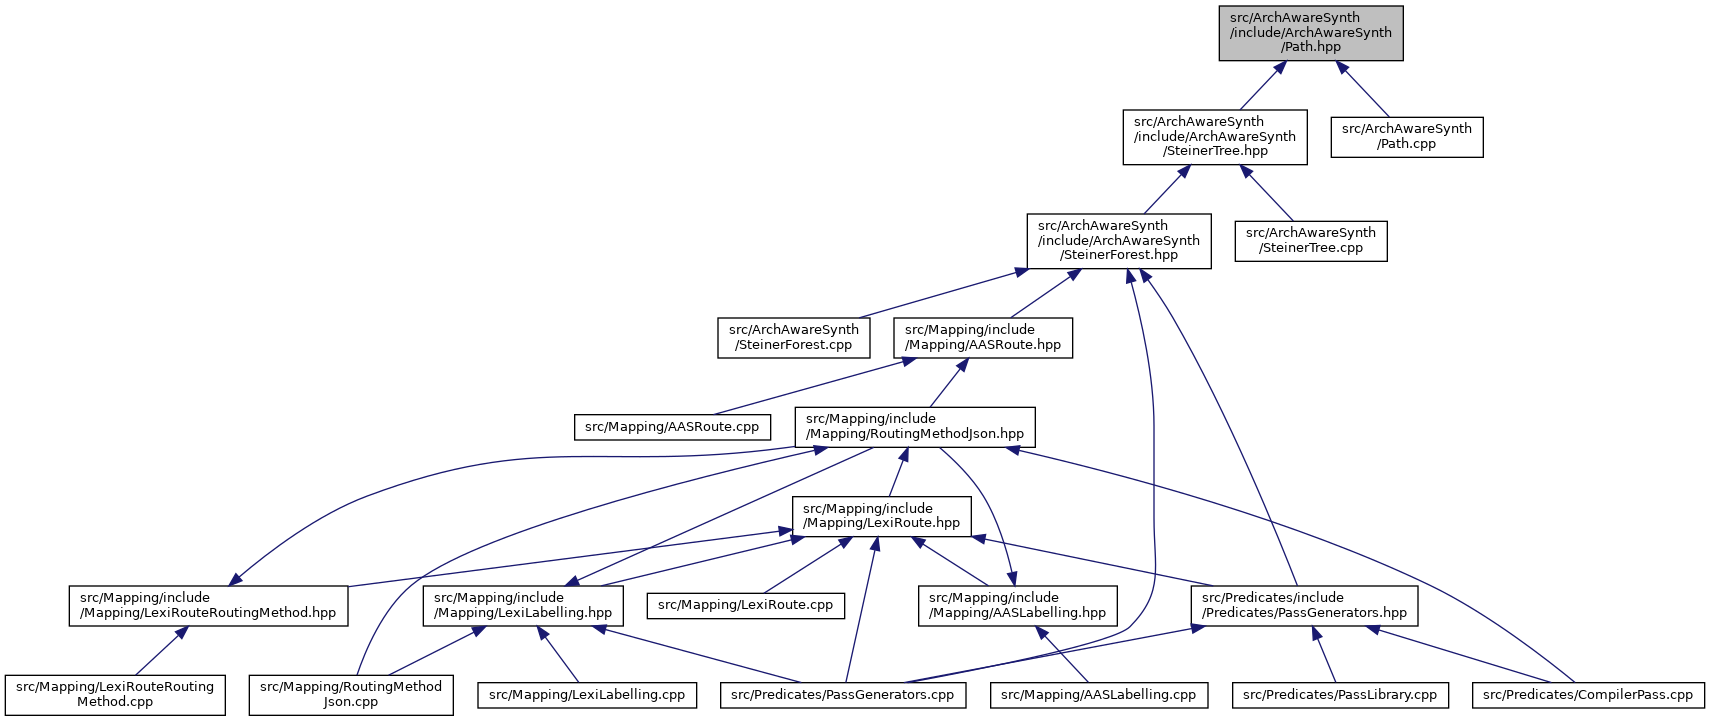 src/ArchAwareSynth
/include/ArchAwareSynth
/Path.hpp
src/ArchAwareSynth
/include/ArchAwareSynth
/SteinerTree.hpp
src/ArchAwareSynth
/Path.cpp
src/ArchAwareSynth
/include/ArchAwareSynth
/SteinerForest.hpp
src/ArchAwareSynth
/SteinerTree.cpp
src/ArchAwareSynth
/SteinerForest.cpp
src/Mapping/include
/Mapping/AASRoute.hpp
src/Mapping/AASRoute.cpp
src/Mapping/include
/Mapping/RoutingMethodJson.hpp
src/Mapping/include
/Mapping/LexiRoute.hpp
src/Mapping/include
/Mapping/LexiRouteRoutingMethod.hpp
src/Mapping/include
/Mapping/LexiLabelling.hpp
src/Mapping/LexiRoute.cpp
src/Mapping/include
/Mapping/AASLabelling.hpp
src/Predicates/include
/Predicates/PassGenerators.hpp
src/Mapping/LexiRouteRouting
Method.cpp
src/Mapping/RoutingMethod
Json.cpp
src/Mapping/LexiLabelling.cpp
src/Predicates/PassGenerators.cpp
src/Mapping/AASLabelling.cpp
src/Predicates/PassLibrary.cpp
src/Predicates/CompilerPass.cpp